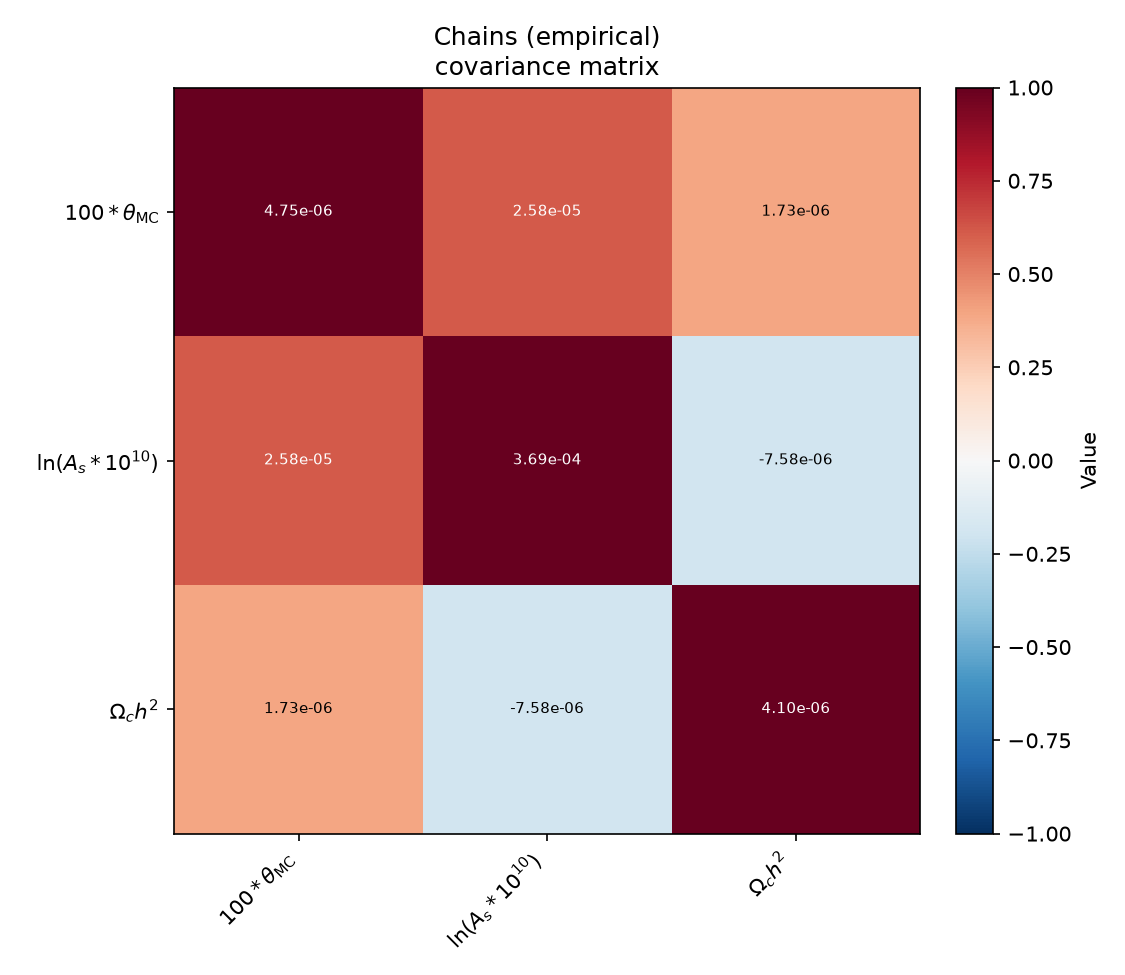 Chains (empirical)
covariance matrix
100 * θ_MC
4.75e-06
2.58e-05
1.73e-06
ln(A_s * 10^10)
2.58e-05
3.69e-04
-7.58e-06
Ω_c h^2
1.73e-06
-7.58e-06
4.10e-06
100 * θ_MC
ln(A_s * 10^10)
Ω_c h^2
1.00
0.75
0.50
0.25
0.00
−0.25
−0.50
−0.75
−1.00
Value